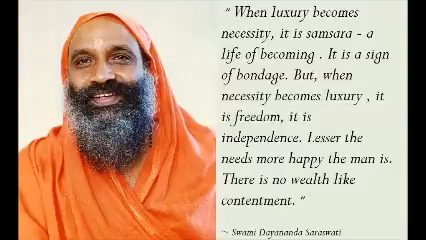 " When luxury becomes
necessity, it is samsara - a
life of becoming . It is a sign
of bondage. But, when
necessity becomes luxury , it
is freedom, it is
independence. Lesser the
needs more happy the man is.
There is no wealth like
contentment. "
~ Swami Dayananda Saraswati